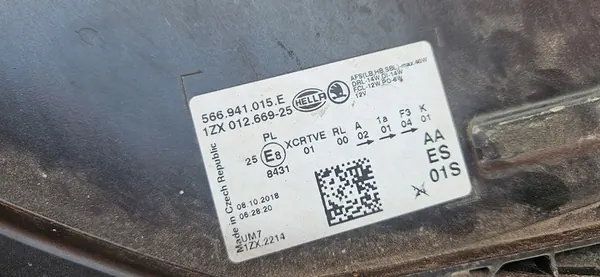 566.941.015.E
1ZX 012.669-25
HELLA
AFS(LB,HB,SBL)-max 46W
DRL-14W,DI-14W
FCL-12W,PO-4W
12V
PL
25 E8 XCRTVE RL A 1a F3 K
8431 01 00 02 01 04 01
AA
ES
01S
08.10.2018
06:28:20
Made in Czech Republic
UM7
1ZX.2214